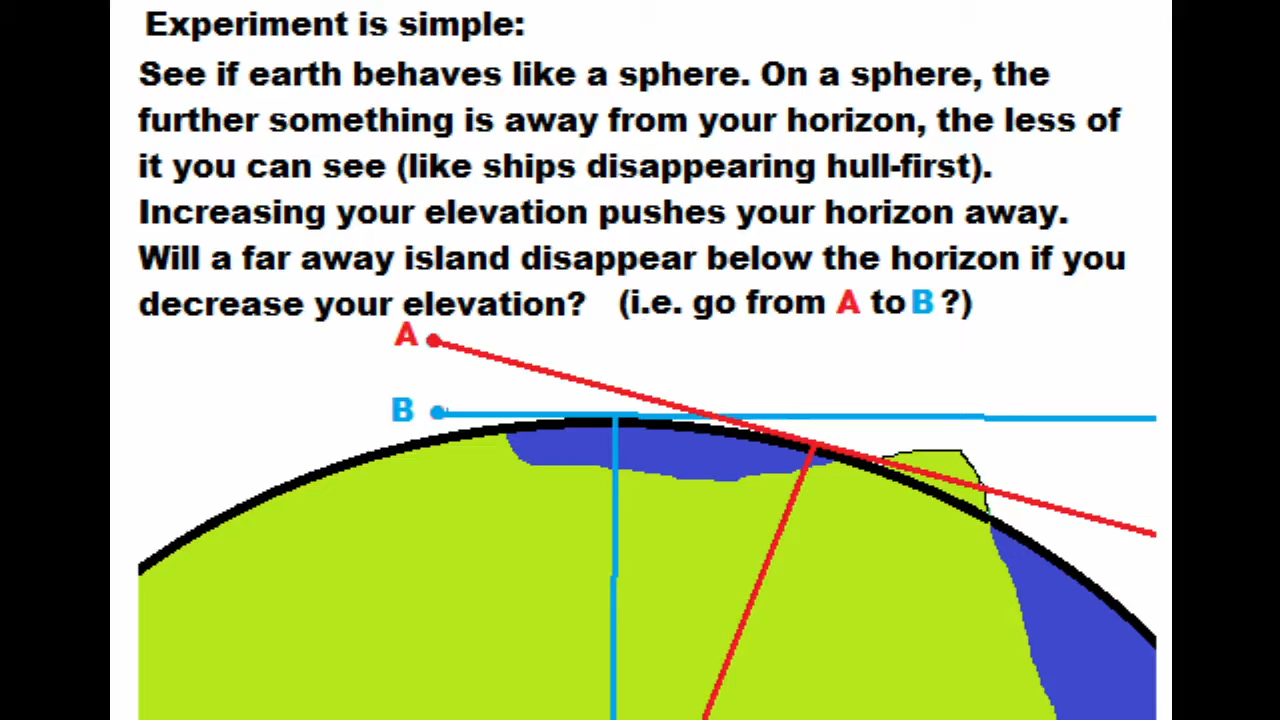 Experiment is simple:
See if earth behaves like a sphere. On a sphere, the
further something is away from your horizon, the less of
it you can see (like ships disappearing hull-first).
Increasing your elevation pushes your horizon away.
Will a far away island disappear below the horizon if you
decrease your elevation? (i.e. go from A to B ?)
A
B